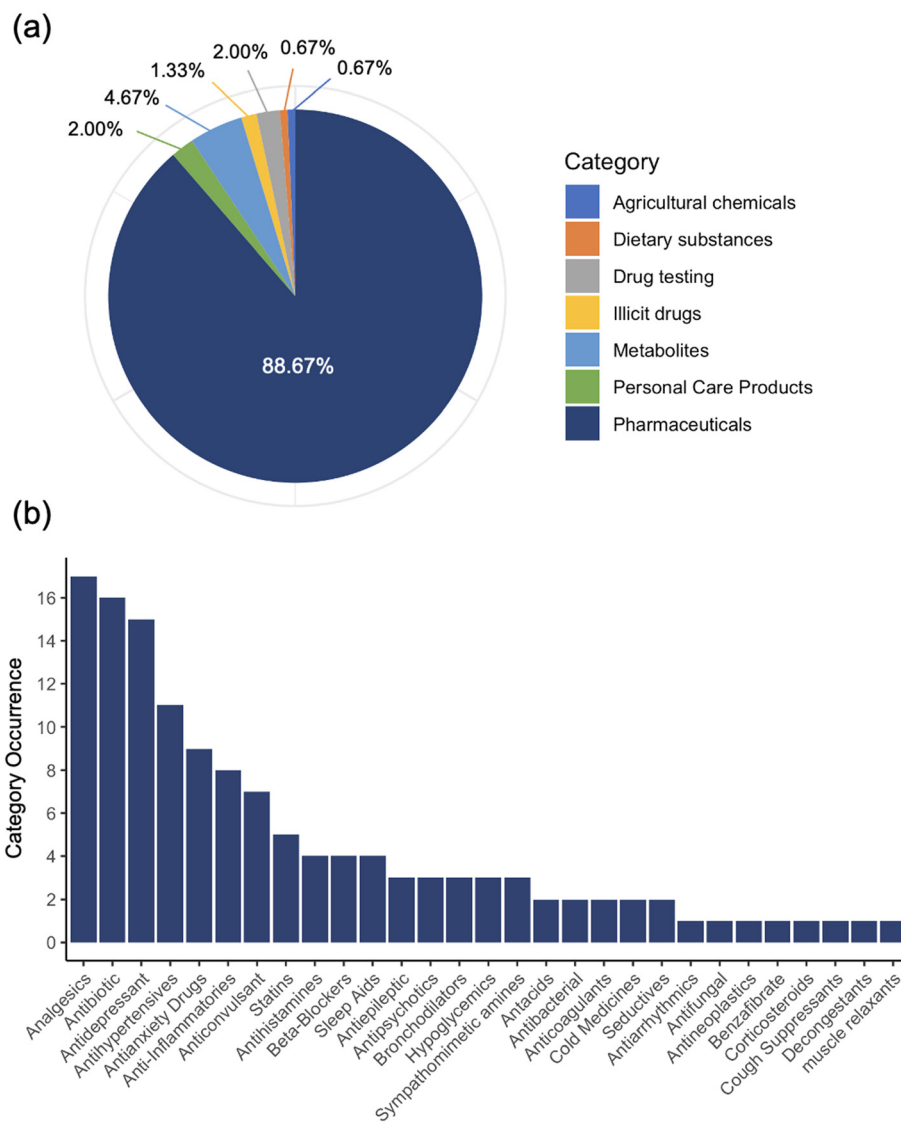 (a)
2.00%
4.67%
1.33%
2.00%
0.67%
0.67%
88.67%
Category
Agricultural chemicals
Dietary substances
Drug testing
Illicit drugs
Metabolites
Personal Care Products
Pharmaceuticals
(b)
Category Occurrence
16
14
12
10
8
6
4
2
0
Analgesics
Antibiotic
Antidepressant
Antihypertensives
Antianxiety Drugs
Anti-Inflammatories
Anticonvulsant
Statins
Antihistamines
Beta-Blockers
Sleep Aids
Antiepileptic
Antipsychotics
Bronchodilators
Hypoglycemics
Sympathomimetic amines
Antacids
Antibacterial
Anticoagulants
Cold Medicines
Seductives
Antiarrhythmics
Antifungal
Antineoplastics
Benzafibrate
Corticosteroids
Cough Suppressants
Decongestants
muscle relaxants